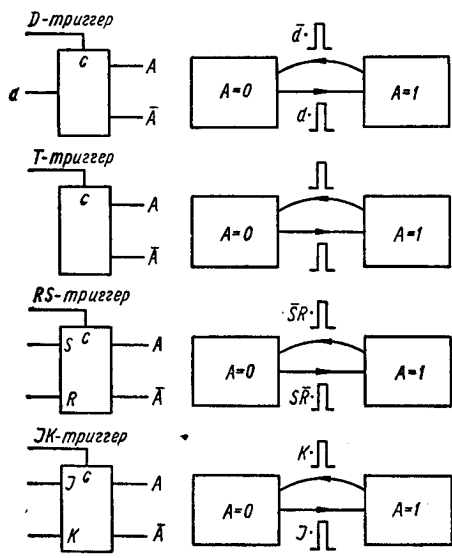 D-триггер
C
d
A
Ā
d̄·
A=0
A=1
d·
T-триггер
C
A
Ā
A=0
A=1
RS-триггер
C
S
R
A
Ā
S̄R·
A=0
A=1
SR̄·
JK-триггер
C
J
K
A
Ā
K·
A=0
A=1
J·